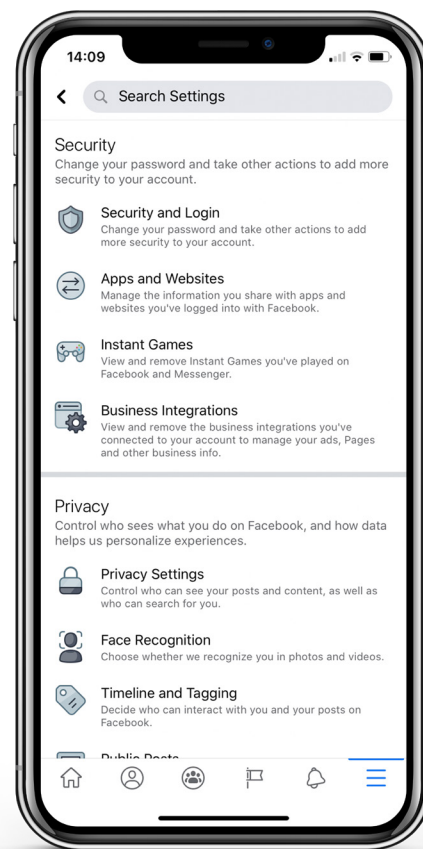 14:09
Search Settings
Security
Change your password and take other actions to add more
security to your account.
Security and Login
Change your password and take other actions to add
more security to your account.
Apps and Websites
Manage the information you share with apps and
websites you've logged into with Facebook.
Instant Games
View and remove Instant Games you've played on
Facebook and Messenger.
Business Integrations
View and remove the business integrations you've
connected to your account to manage your ads, Pages
and other business info.
Privacy
Control who sees what you do on Facebook, and how data
helps us personalize experiences.
Privacy Settings
Control who can see your posts and content, as well as
who can search for you.
Face Recognition
Choose whether we recognize you in photos and videos.
Timeline and Tagging
Decide who can interact with you and your posts on
Facebook.
Public Posts